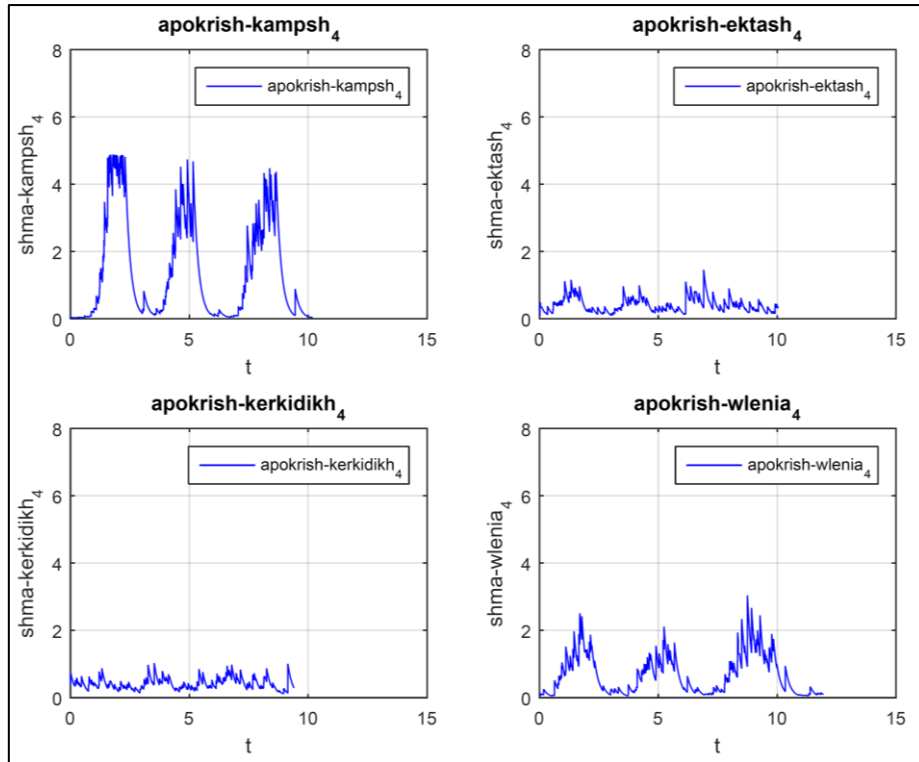 apokrish-kampsh₄
8
6
4
2
0
shma-kampsh₄
apokrish-kampsh₄
0 5 10 15
t
apokrish-ektash₄
8
6
4
2
0
shma-ektash₄
apokrish-ektash₄
0 5 10 15
t
apokrish-kerkidikh₄
8
6
4
2
0
shma-kerkidikh₄
apokrish-kerkidikh₄
0 5 10 15
t
apokrish-wlenia₄
8
6
4
2
0
shma-wlenia₄
apokrish-wlenia₄
0 5 10 15
t